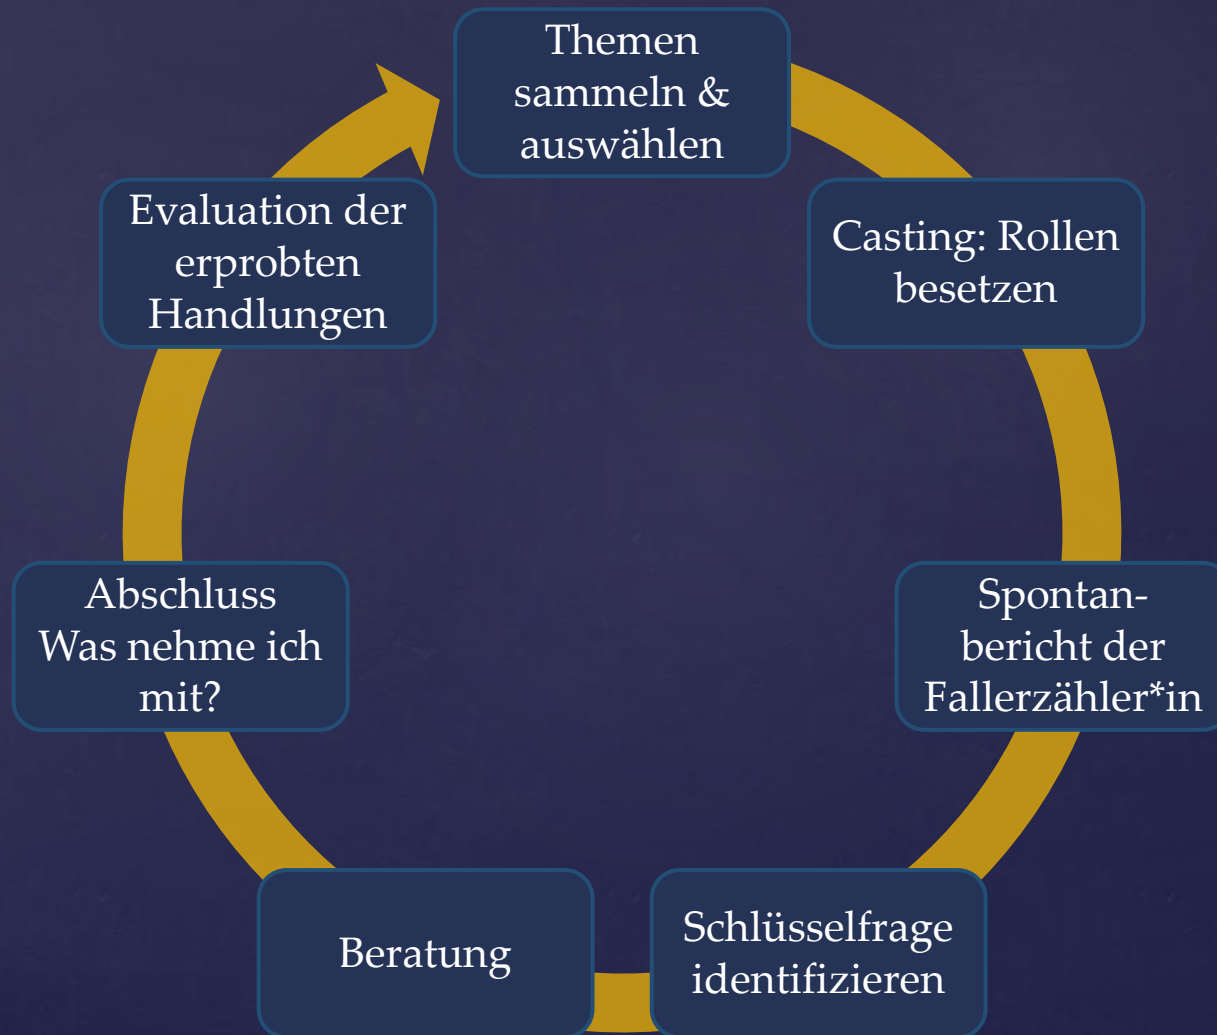 Themen
sammeln &
auswählen
Casting: Rollen
besetzen
Spontan-
bericht der
Fallerzähler*in
Schlüsselfrage
identifizieren
Beratung
Abschluss
Was nehme ich
mit?
Evaluation der
erprobten
Handlungen